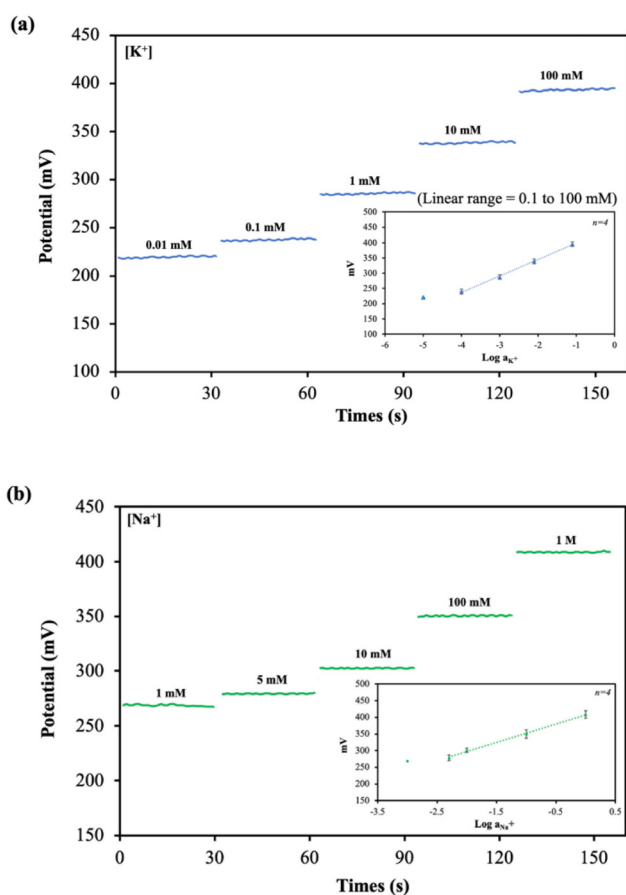 (a)
[K+]
450
400
350
300
250
200
150
100
Potential (mV)
0.01 mM
0.1 mM
1 mM
10 mM
100 mM
(Linear range = 0.1 to 100 mM)
500
450
400
350
300
250
200
150
100
mV
n=4
-6 -5 -4 -3 -2 -1 0
Log aK+
0 30 60 90 120 150
Times (s)
(b)
[Na+]
450
400
350
300
250
200
150
Potential (mV)
1 mM
5 mM
10 mM
100 mM
1 M
500
450
400
350
300
250
200
150
mV
n=4
-3.5 -2.5 -1.5 -0.5 0.5
Log aNa+
0 30 60 90 120 150
Times (s)